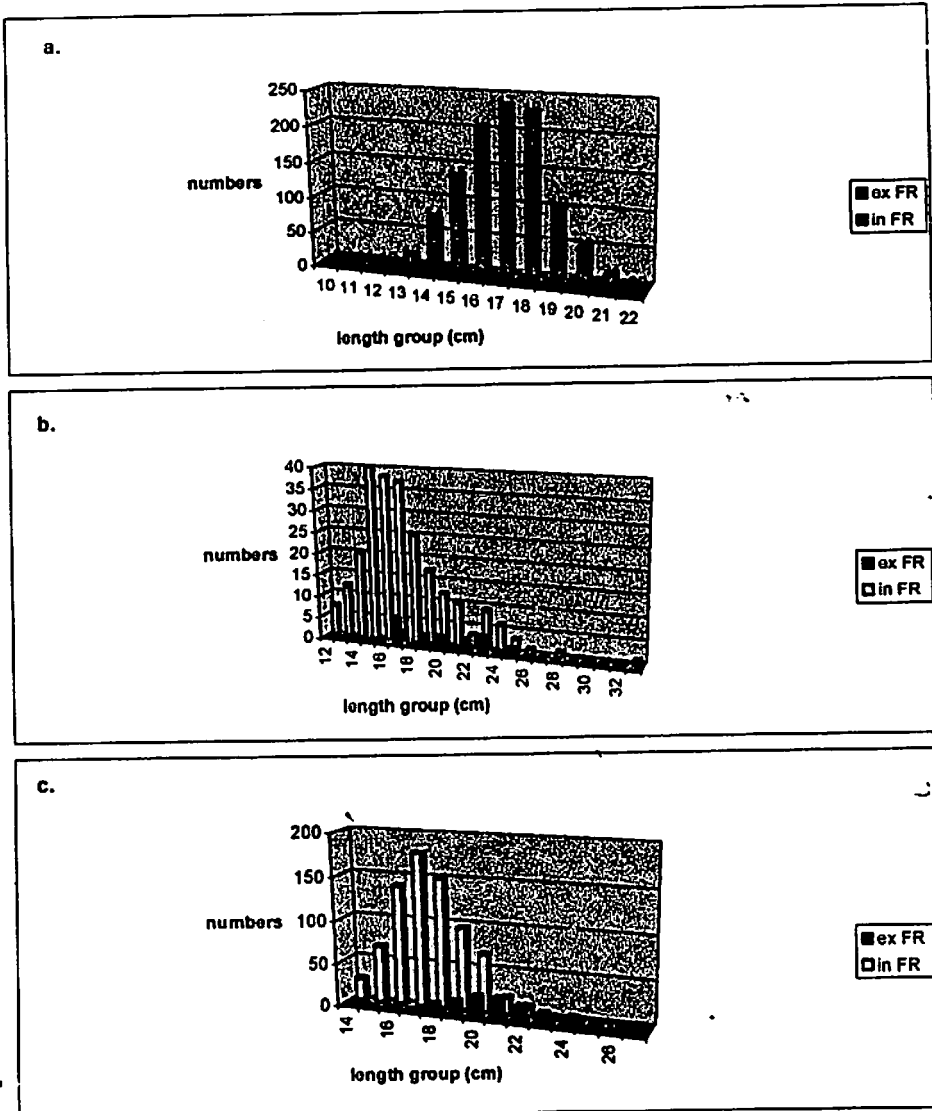 a.
250
200
150
100
50
0
numbers
10 11 12 13 14 15 16 17 18 19 20 21 22
length group (cm)
ex FR
in FR
b.
40
35
30
25
20
15
10
5
0
numbers
12 14 16 18 20 22 24 26 28 30 32
length group (cm)
ex FR
in FR
c.
200
150
100
50
0
numbers
14 16 18 20 22 24 26
length group (cm)
ex FR
in FR